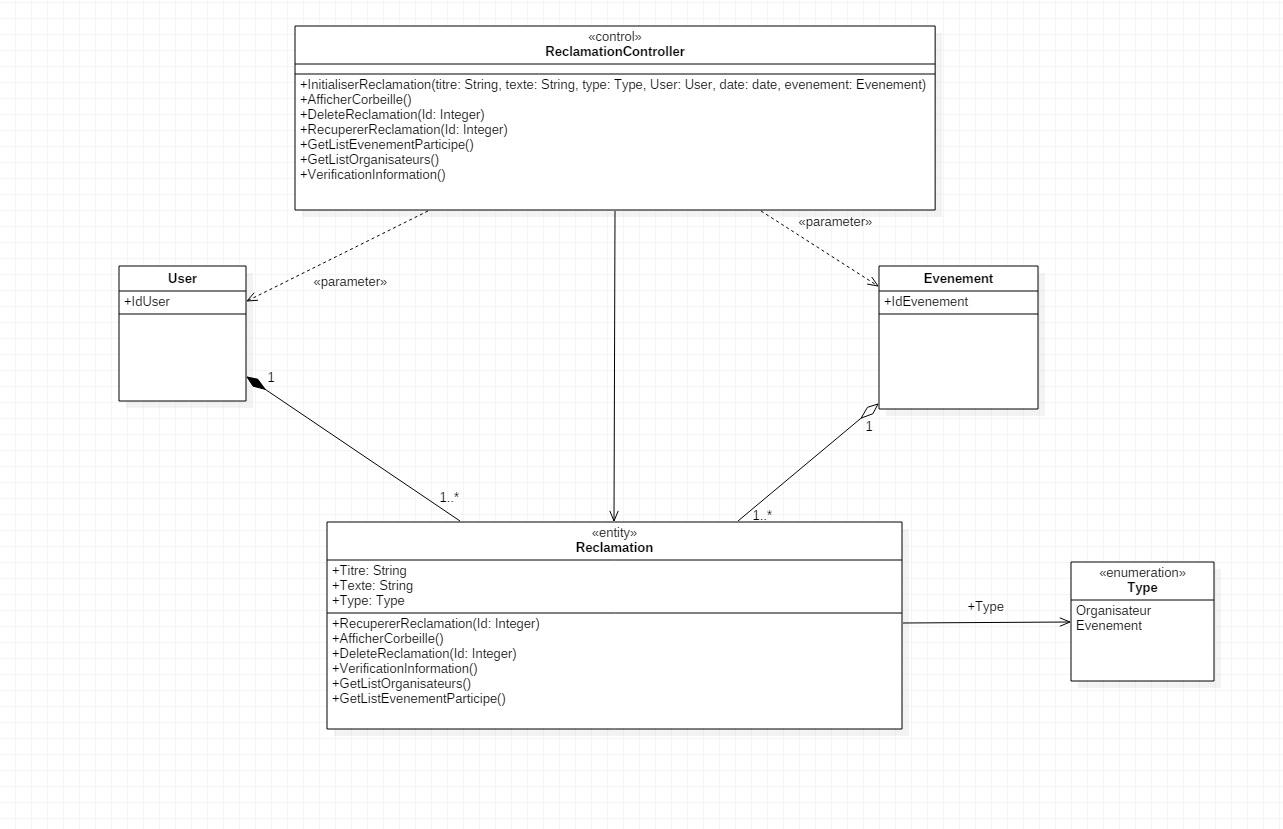 «control»
ReclamationController
+InitialiserReclamation(titre: String, texte: String, type: Type, User: User, date: date, evenement: Evenement)
+AfficherCorbeille()
+DeleteReclamation(Id: Integer)
+RecupererReclamation(Id: Integer)
+GetListEvenementParticipe()
+GetListOrganisateurs()
+VerificationInformation()
«parameter»
«parameter»
User
+IdUser
Evenement
+IdEvenement
1
1
1..*
1..*
«entity»
Reclamation
+Titre: String
+Texte: String
+Type: Type
+RecupererReclamation(Id: Integer)
+AfficherCorbeille()
+DeleteReclamation(Id: Integer)
+VerificationInformation()
+GetListOrganisateurs()
+GetListEvenementParticipe()
+Type
«enumeration»
Type
Organisateur
Evenement